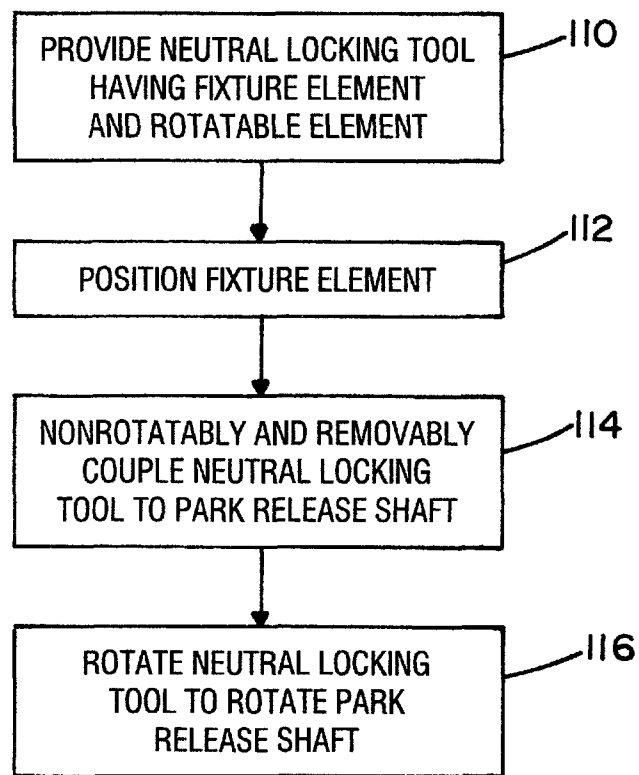 PROVIDE NEUTRAL LOCKING TOOL
HAVING FIXTURE ELEMENT
AND ROTATABLE ELEMENT
110
POSITION FIXTURE ELEMENT
112
NONROTATABLY AND REMOVABLY
COUPLE NEUTRAL LOCKING
TOOL TO PARK RELEASE SHAFT
114
ROTATE NEUTRAL LOCKING
TOOL TO ROTATE PARK
RELEASE SHAFT
116